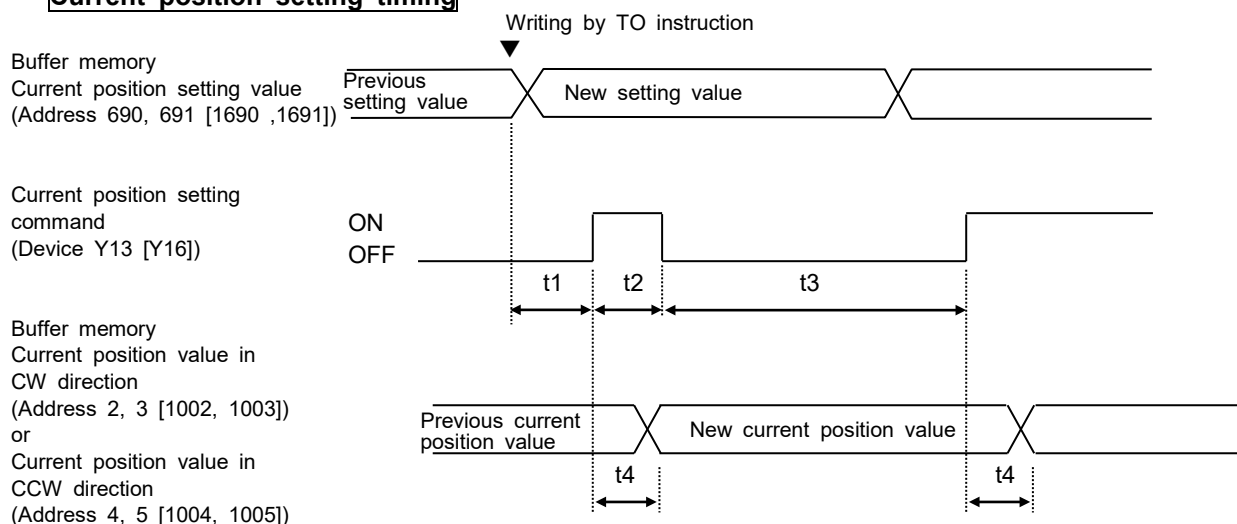 Current position setting timing
Writing by TO instruction
Buffer memory
Current position setting value
(Address 690, 691 [1690 ,1691])
Previous
setting value
New setting value
Current position setting
command
(Device Y13 [Y16])
ON
OFF
t1
t2
t3
Buffer memory
Current position value in
CW direction
(Address 2, 3 [1002, 1003])
or
Current position value in
CCW direction
(Address 4, 5 [1004, 1005])
Previous current
position value
New current position value
t4
t4